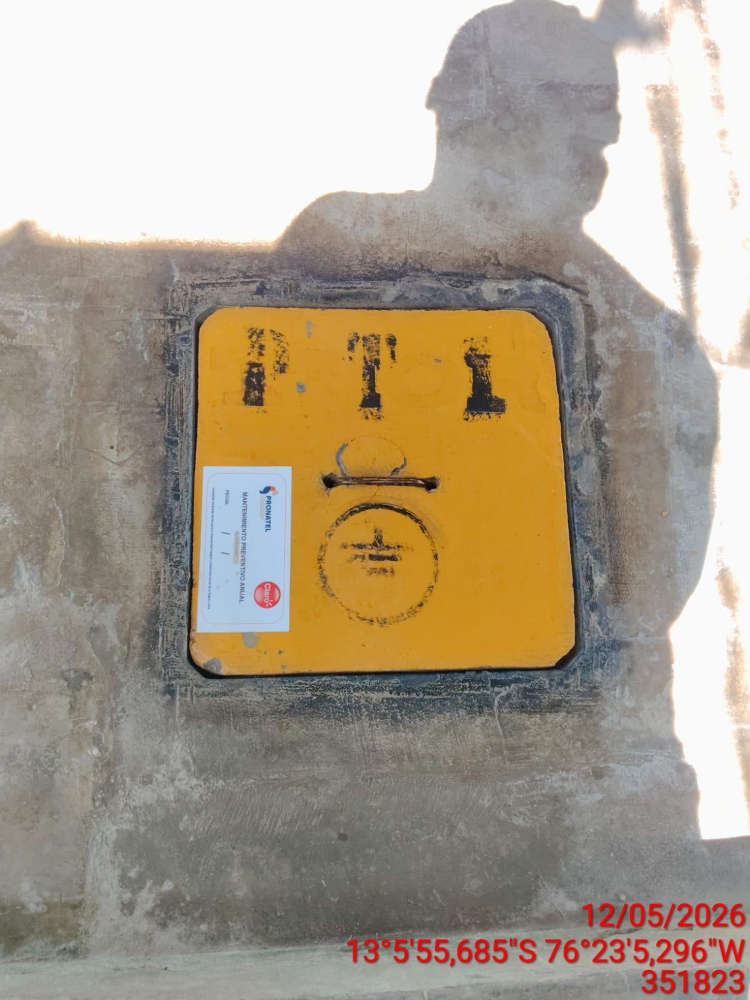 PT1
PRONATEL
Claro
MANTENIMIENTO PREVENTIVO ANUAL
FECHA: / /
12/05/2026
13°5'55,685"S 76°23'5,296"W
351823